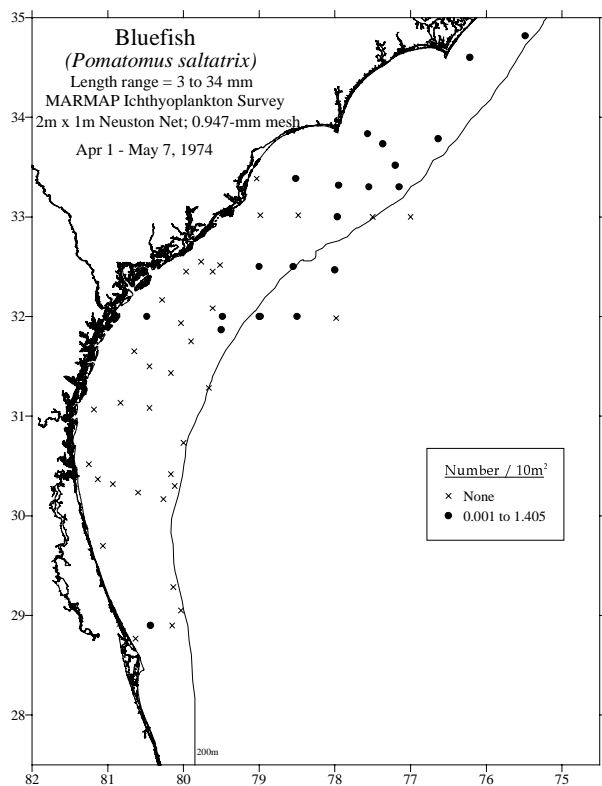 Bluefish
(Pomatomus saltatrix)
Length range = 3 to 34 mm
MARMAP Ichthyoplankton Survey
2m x 1m Neuston Net; 0.947-mm mesh
Apr 1 - May 7, 1974
35
34
33
32
31
30
29
28
Number / 10m²
× None
● 0.001 to 1.405
200m
82 81 80 79 78 77 76 75